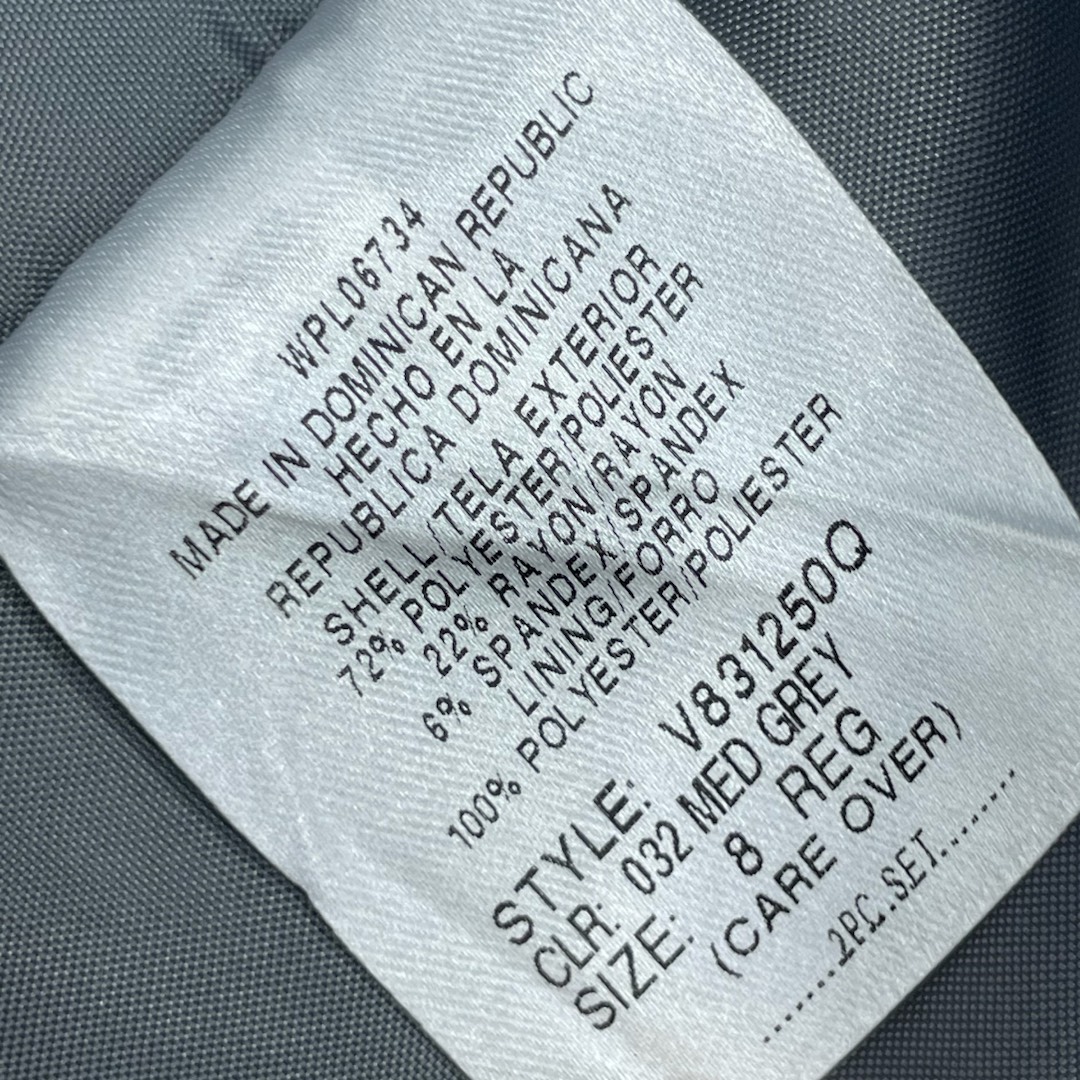 WPL06734
MADE IN DOMINICAN REPUBLIC
HECHO EN LA
REPUBLICA DOMINICANA
SHELL/TELA EXTERIOR
72% POLYESTER/POLIESTER
22% RAYON/RAYON
6% SPANDEX/SPANDEX
LINING/FORRO
100% POLYESTER/POLIESTER
STYLE: V831250Q
CLR: 032 MED GREY
SIZE: 8 REG
(CARE OVER)
......2PC.SET.......